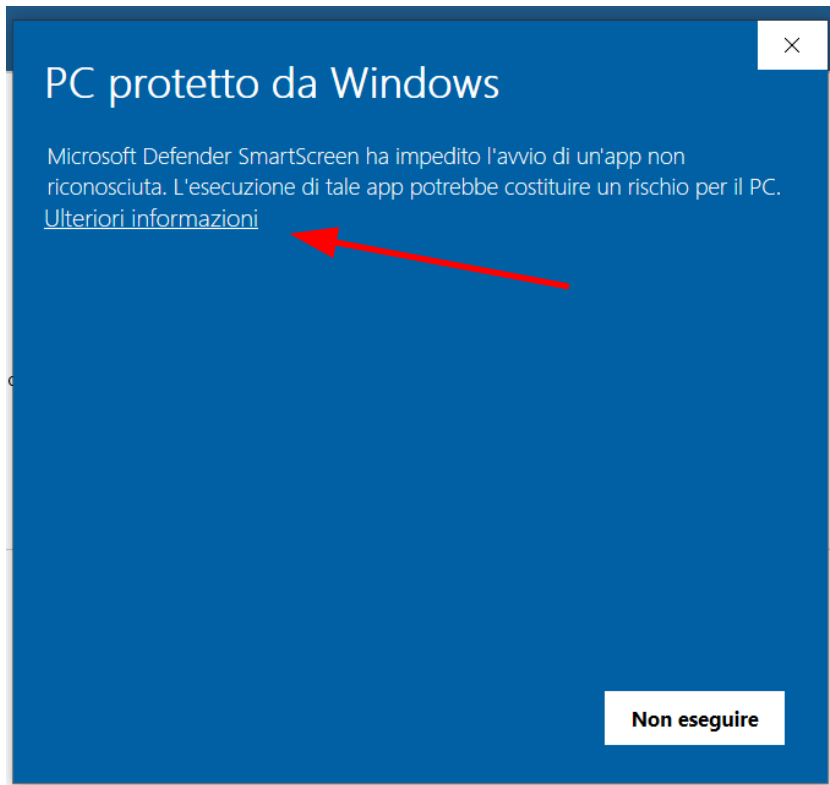 PC protetto da Windows
Microsoft Defender SmartScreen ha impedito l'avvio di un'app non
riconosciuta. L'esecuzione di tale app potrebbe costituire un rischio per il PC.
Ulteriori informazioni
Non eseguire